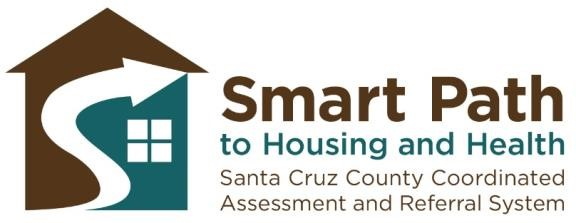 Smart Path
to Housing and Health
Santa Cruz County Coordinated
Assessment and Referral System